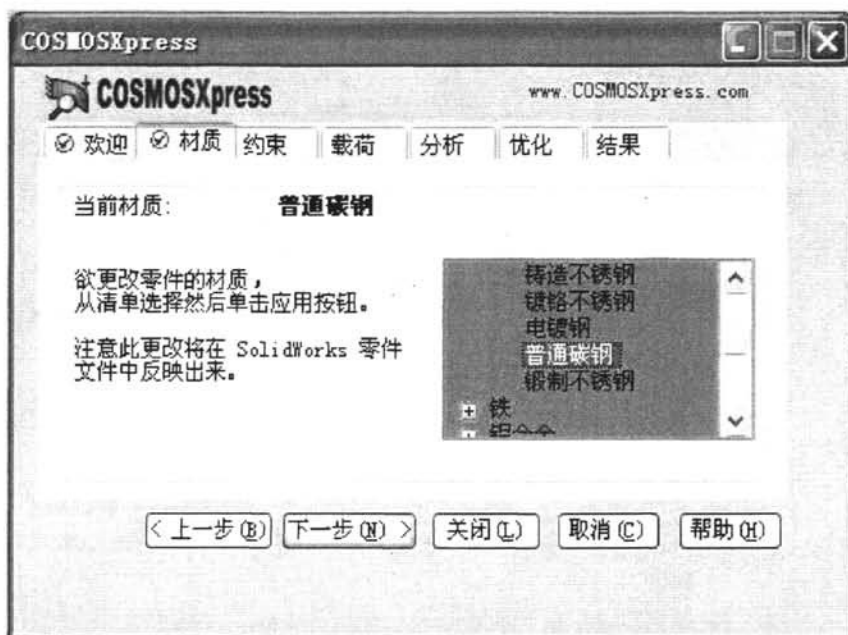 COSMOSXpress
COSMOSXpress
www.COSMOSXpress.com
欢迎 材质 约束 载荷 分析 优化 结果
当前材质: 普通碳钢
欲更改零件的材质,
从清单选择然后单击应用按钮。
注意此更改将在 SolidWorks 零件
文件中反映出来。
铸造不锈钢
镀铬不锈钢
电镀钢
普通碳钢
锻制不锈钢
铁
< 上一步(B) 下一步(N) > 关闭(L) 取消(C) 帮助(H)